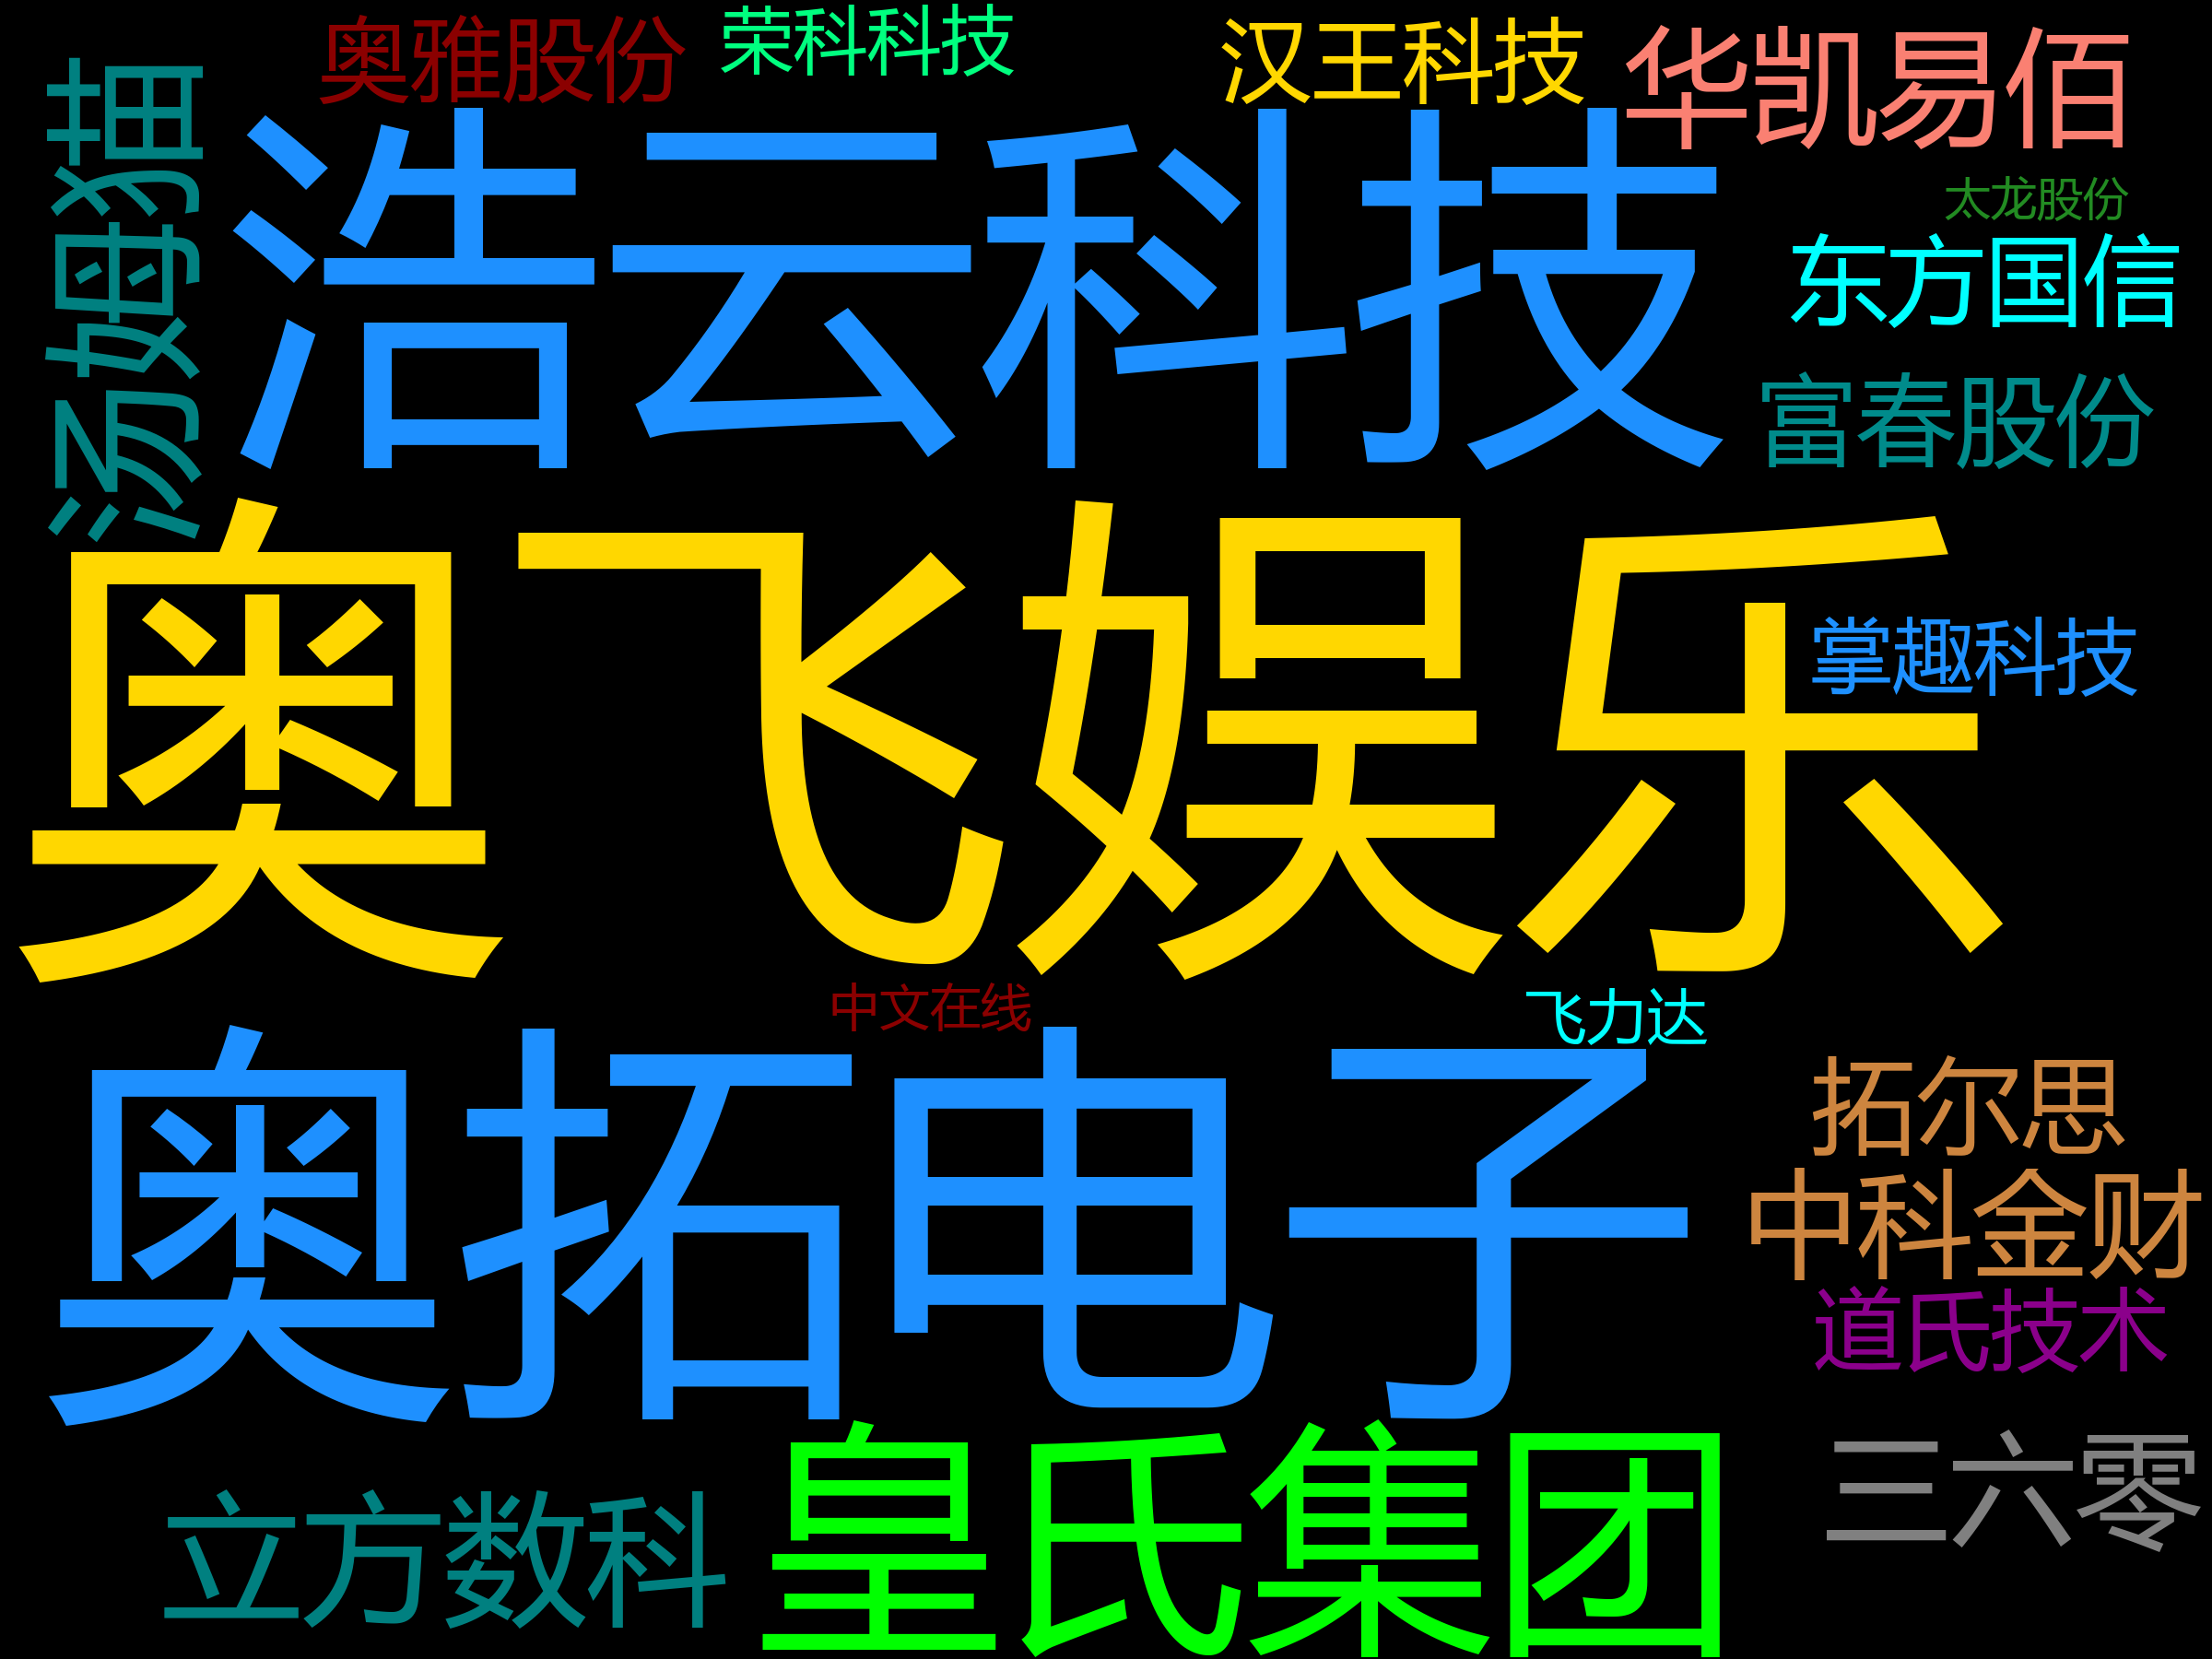 奥雅股份
荣科科技
汉王科技
华凯易佰
汤姆猫
浩云科技
太龙股份
东方国信
富春股份
奥飞娱乐
掌趣科技
中文在线
飞力达
奥拓电子
拓尔思
中科金财
道氏技术
立方数科
皇氏集团
三六零